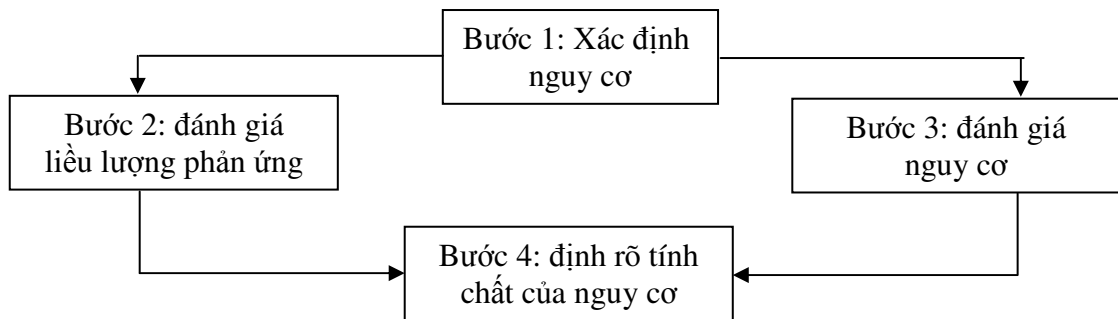 Bước 1: Xác định
nguy cơ
Bước 2: đánh giá
liều lượng phản ứng
Bước 3: đánh giá
nguy cơ
Bước 4: định rõ tính
chất của nguy cơ